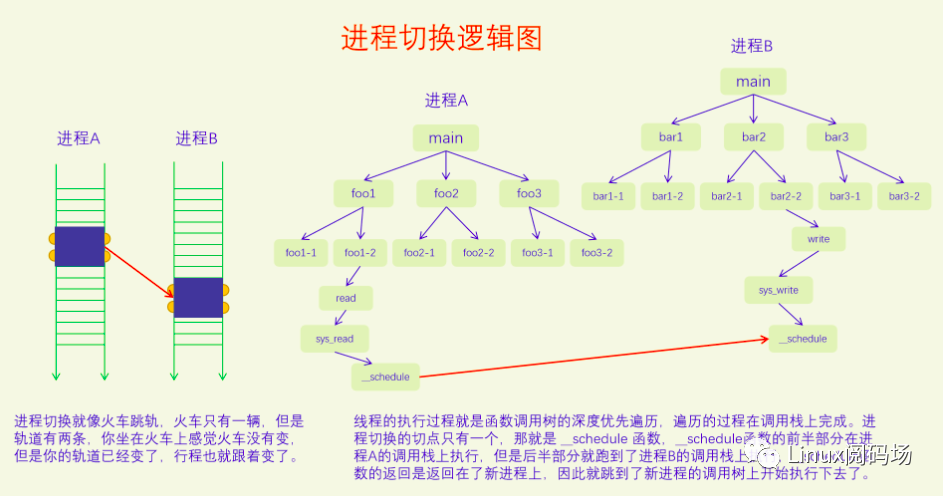 进程切换逻辑图
进程A
进程B
进程A
main
foo1
foo2
foo3
foo1-1
foo1-2
foo2-1
foo2-2
foo3-1
foo3-2
read
sys_read
__schedule
进程B
main
bar1
bar2
bar3
bar1-1
bar1-2
bar2-1
bar2-2
bar3-1
bar3-2
write
sys_write
__schedule
进程切换就像火车跳轨，火车只有一辆，但是
轨道有两条，你坐在火车上感觉火车没有变，
但是你的轨道已经变了，行程也就跟着变了。
线程的执行过程就是函数调用树的深度优先遍历，遍历的过程在调用栈上完成。进
程切换的切点只有一个，那就是 __schedule 函数，__schedule函数的前半部分在进
程A的调用栈上执行，但是后半部分就跑到了进程B的调用栈上
数的返回是返回在了新进程上，因此就跳到了新进程的调用树上开始执行下去了。
Linux阅码场